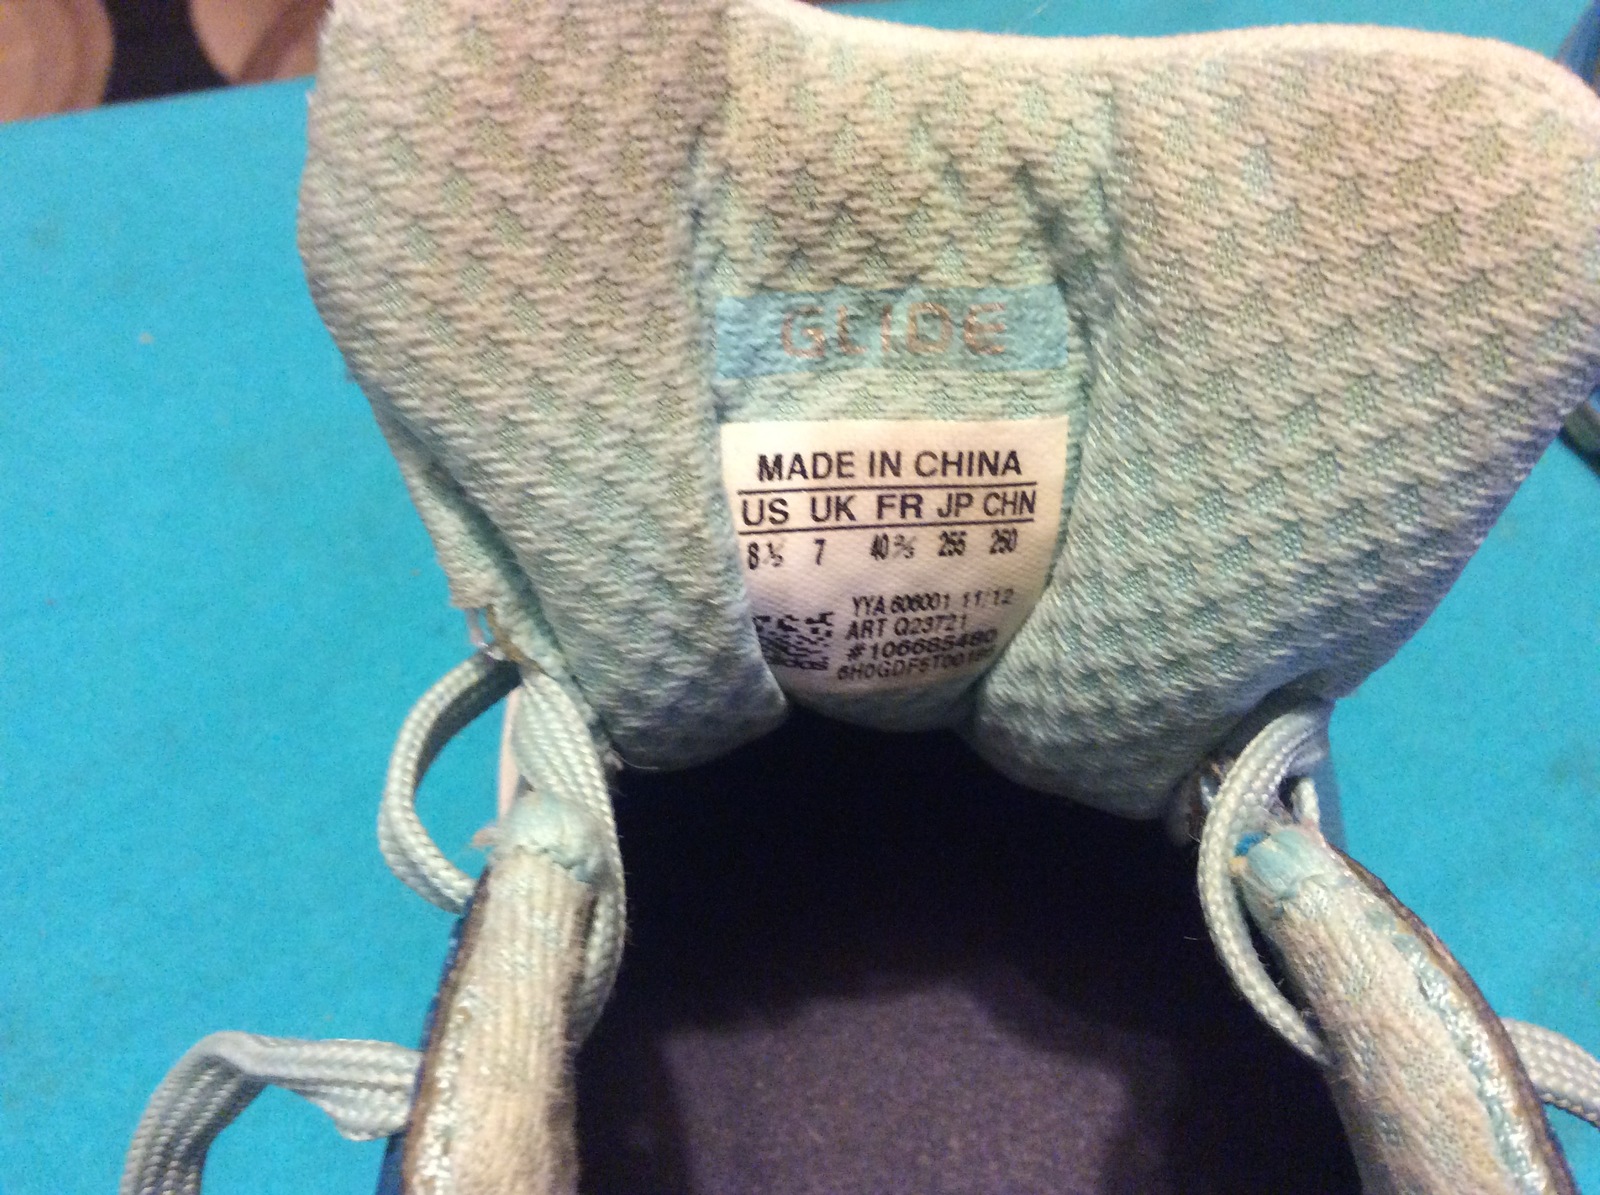 GLIDE
MADE IN CHINA
US UK FR JP CHN
8½ 7 40⅔ 255 250
YYA 606001 11/12
ART Q23721
#106685480
adidas